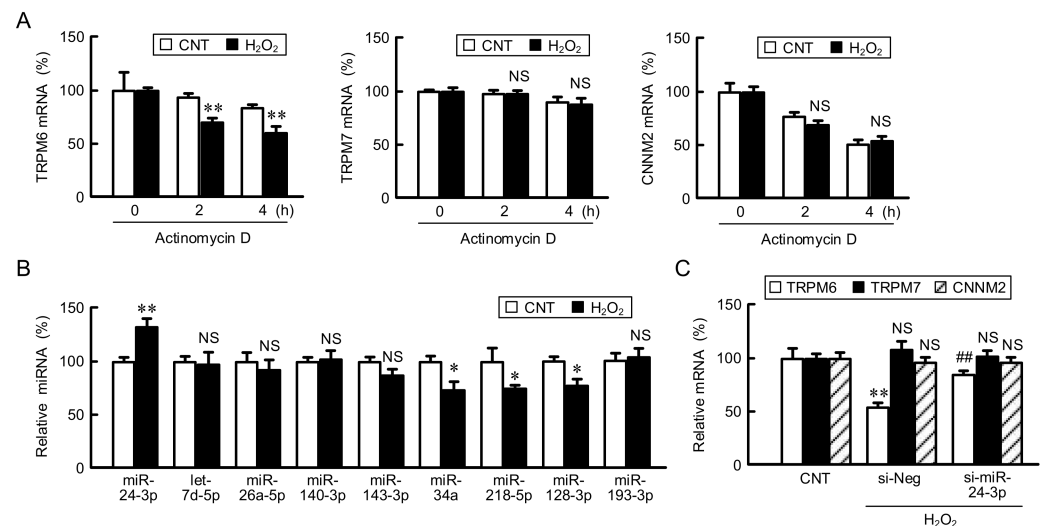 A
TRPM6 mRNA (%)
150
100
50
0
CNT H₂O₂
**
**
0 2 4 (h)
Actinomycin D
TRPM7 mRNA (%)
150
100
50
0
CNT H₂O₂
NS
NS
0 2 4 (h)
Actinomycin D
CNNM2 mRNA (%)
150
100
50
0
CNT H₂O₂
NS
NS
0 2 4 (h)
Actinomycin D
B
Relative miRNA (%)
150
100
50
0
CNT H₂O₂
** NS NS NS NS * * * NS
miR- let- miR- miR- miR- miR- miR- miR- miR-
24-3p 7d-5p 26a-5p 140-3p 143-3p 34a 218-5p 128-3p 193-3p
C
Relative mRNA (%)
150
100
50
0
TRPM6 TRPM7 CNNM2
** NS NS ## NS NS
CNT si-Neg si-miR-
24-3p
H₂O₂